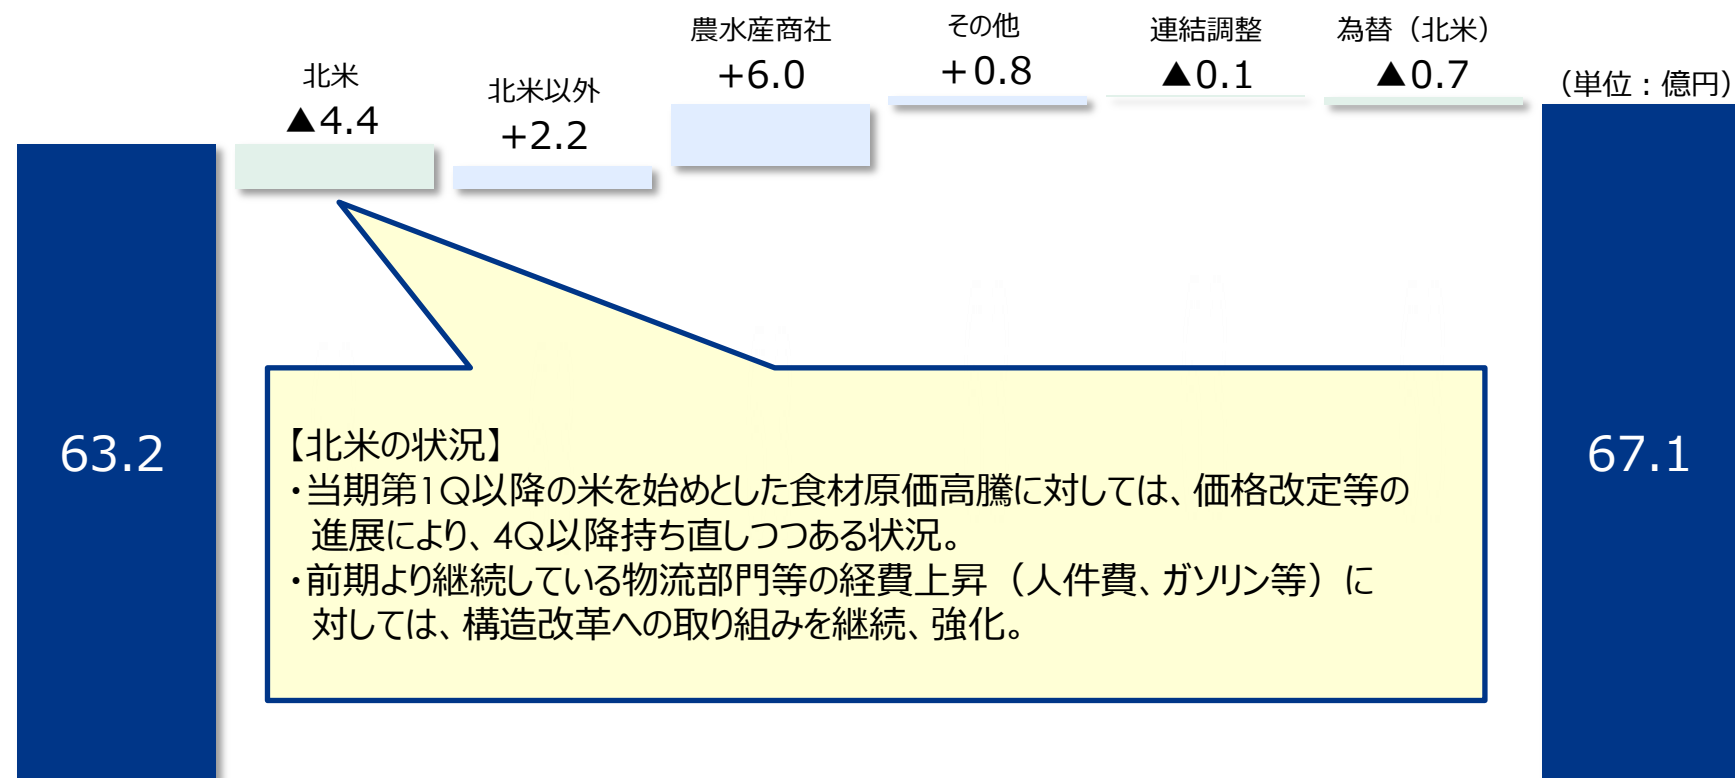 北米
▲4.4
北米以外
+2.2
農水産商社
+6.0
その他
+0.8
連結調整
▲0.1
為替（北米）
▲0.7
（単位：億円）
63.2
【北米の状況】
・当期第1Q以降の米を始めとした食材原価高騰に対しては、価格改定等の
進展により、4Q以降持ち直しつつある状況。
・前期より継続している物流部門等の経費上昇（人件費、ガソリン等）に
対しては、構造改革への取り組みを継続、強化。
67.1